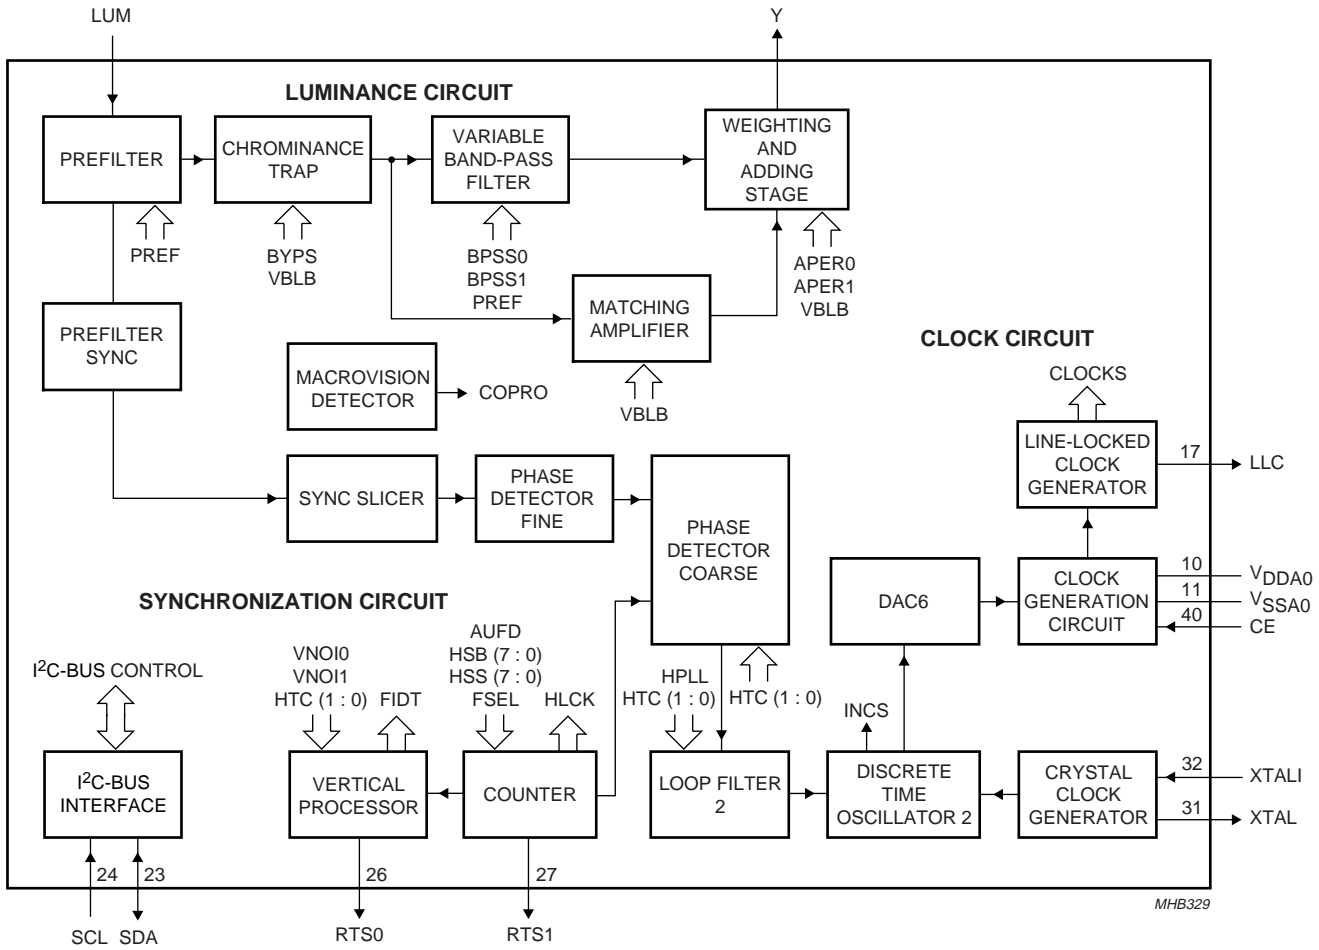 LUM
Y
LUMINANCE CIRCUIT
PREFILTER
CHROMINANCE
TRAP
VARIABLE
BAND-PASS
FILTER
WEIGHTING
AND
ADDING
STAGE
PREF
BYPS
VBLB
BPSS0
BPSS1
PREF
APER0
APER1
VBLB
PREFILTER
SYNC
MATCHING
AMPLIFIER
VBLB
MACROVISION
DETECTOR
COPRO
CLOCK CIRCUIT
CLOCKS
LINE-LOCKED
CLOCK
GENERATOR
17
LLC
SYNC SLICER
PHASE
DETECTOR
FINE
PHASE
DETECTOR
COARSE
DAC6
CLOCK
GENERATION
CIRCUIT
10
VDDA0
11
VSSA0
40
CE
SYNCHRONIZATION CIRCUIT
I2C-BUS CONTROL
VNOI0
VNOI1
HTC (1 : 0)
FIDT
AUFD
HSB (7 : 0)
HSS (7 : 0)
FSEL
HLCK
HPLL
HTC (1 : 0)
HTC (1 : 0)
INCS
I2C-BUS
INTERFACE
VERTICAL
PROCESSOR
COUNTER
LOOP FILTER
2
DISCRETE
TIME
OSCILLATOR 2
CRYSTAL
CLOCK
GENERATOR
32
XTALI
31
XTAL
24
23
26
27
SCL
SDA
RTS0
RTS1
MHB329